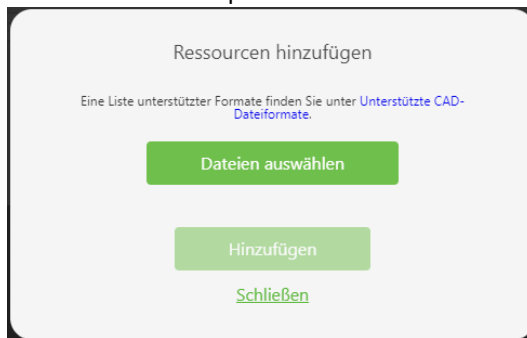 Ressourcen hinzufügen
Eine Liste unterstützter Formate finden Sie unter Unterstützte CAD-
Dateiformate.
Dateien auswählen
Hinzufügen
Schließen